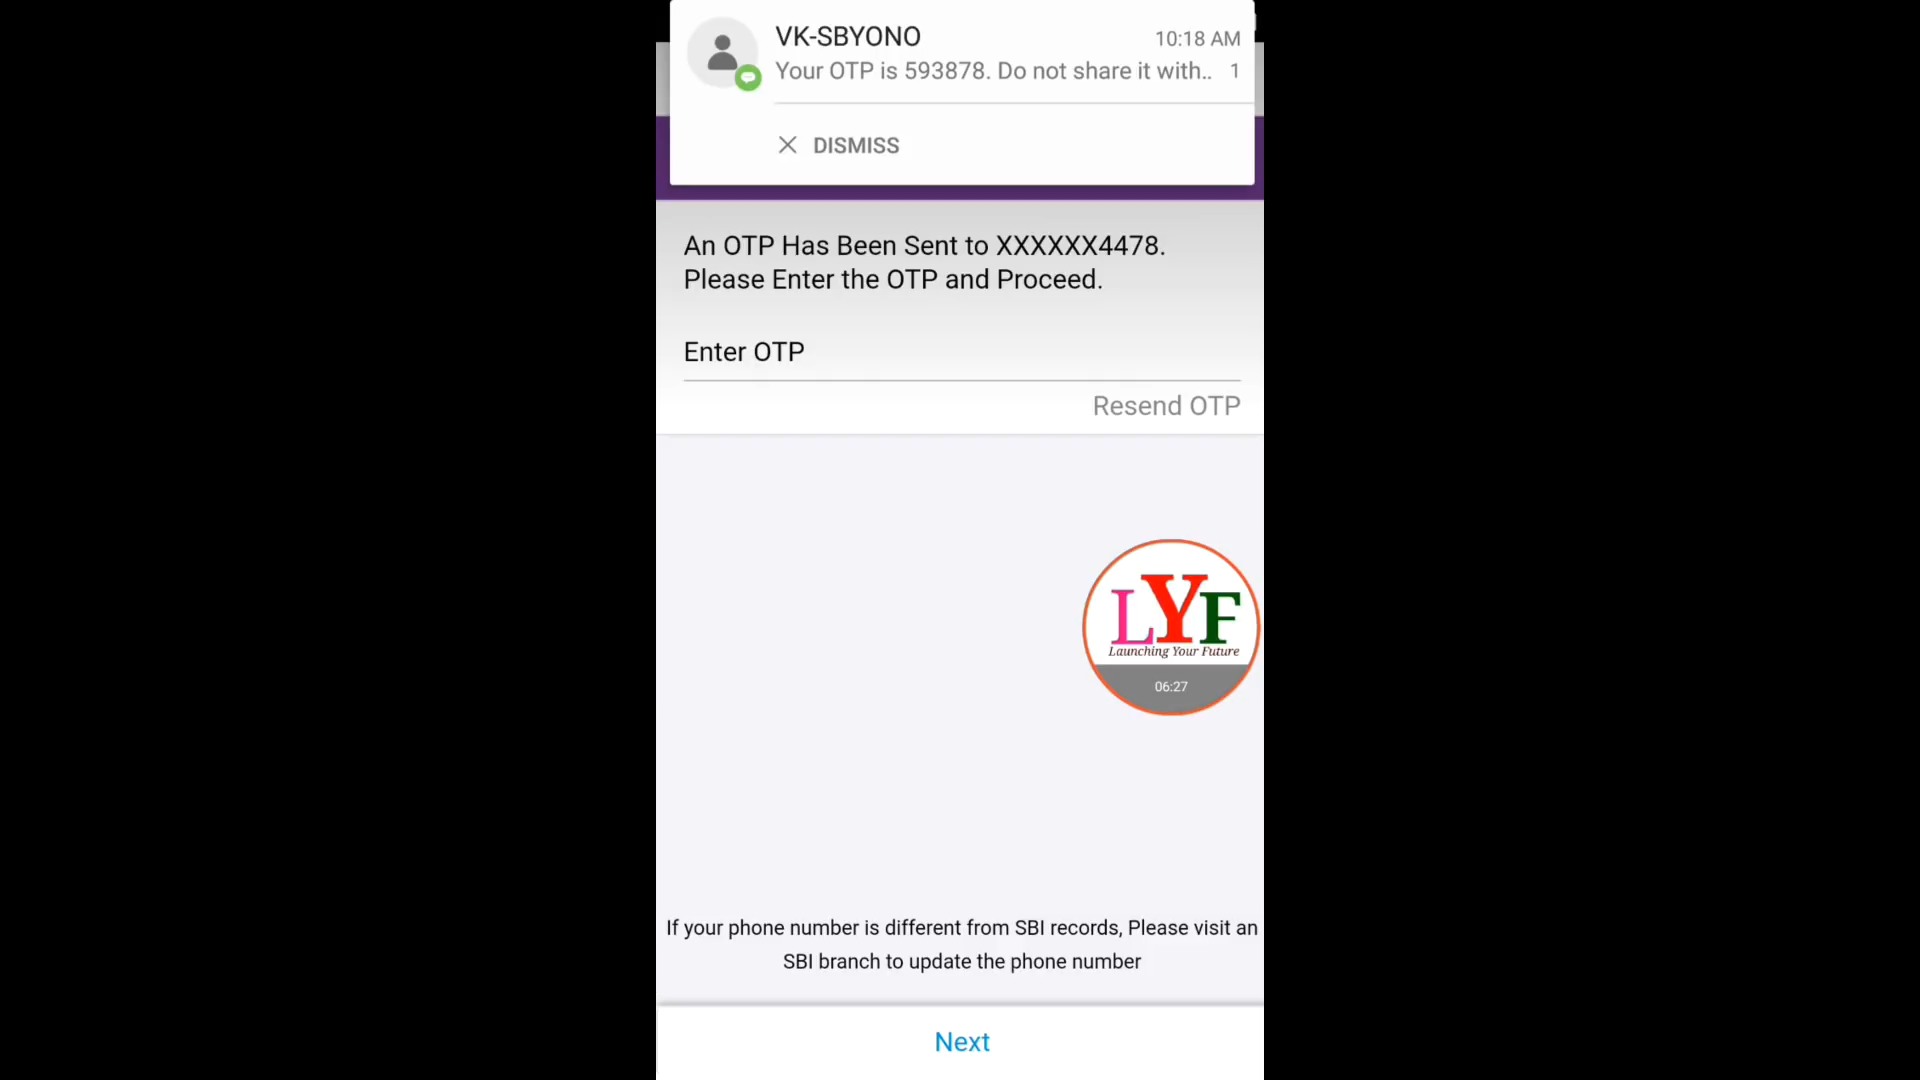 VK-SBYONO
10:18 AM
Your OTP is 593878. Do not share it with..
1
DISMISS
An OTP Has Been Sent to XXXXXX4478.
Please Enter the OTP and Proceed.
Enter OTP
Resend OTP
LYF
Launching Your Future
06:27
If your phone number is different from SBI records, Please visit an
SBI branch to update the phone number
Next